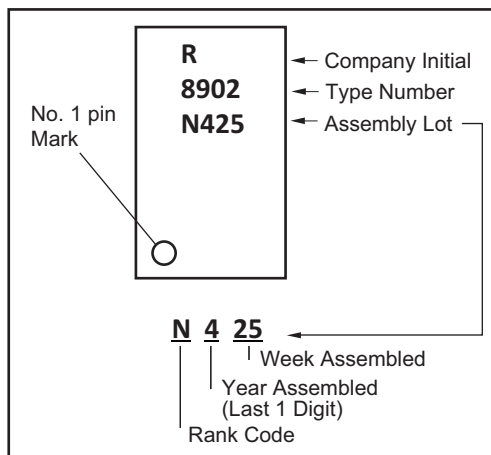 R
8902
N425
Company Initial
Type Number
Assembly Lot
No. 1 pin
Mark
N 4 25
Week Assembled
Year Assembled
(Last 1 Digit)
Rank Code